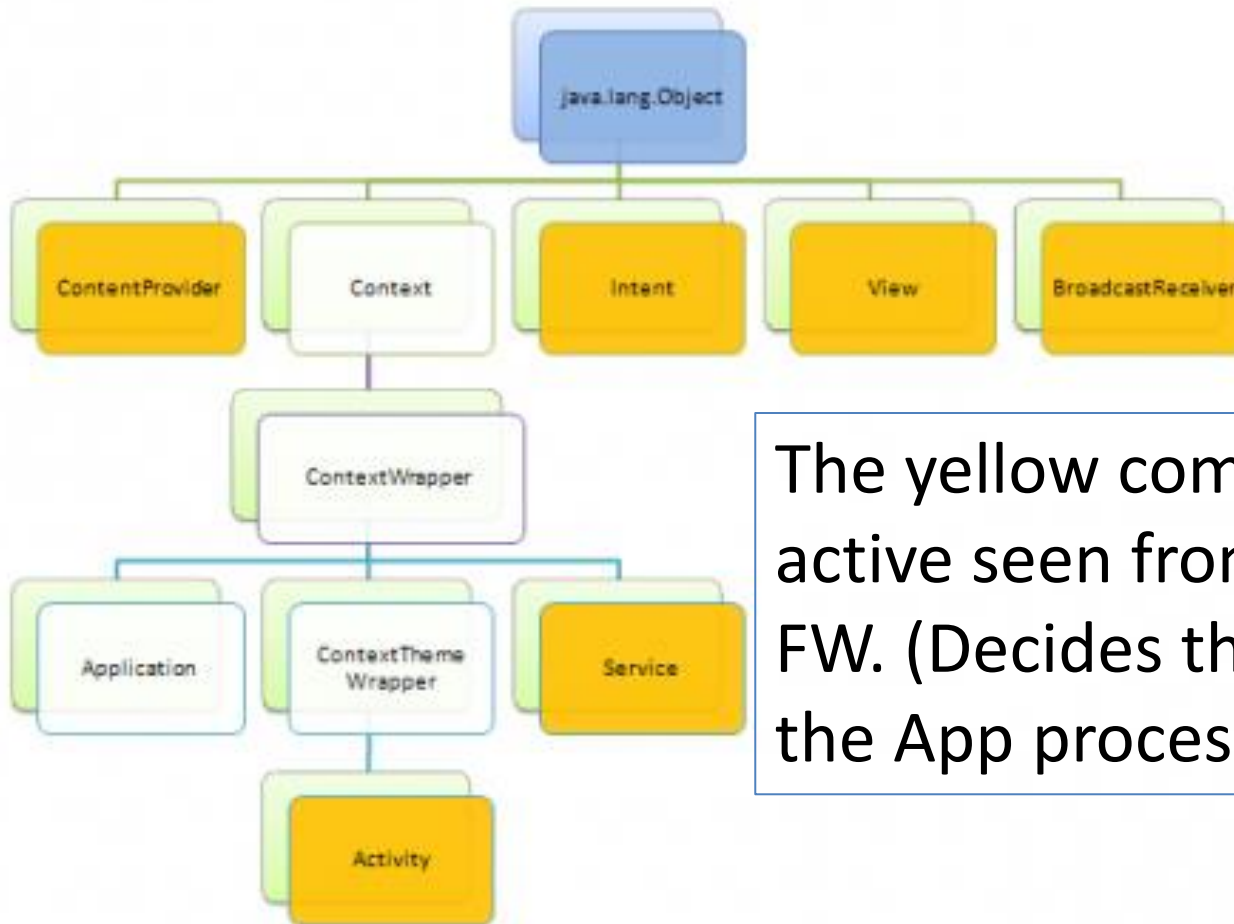 java.lang.Object
ContentProvider
Context
Intent
View
BroadcastReceiver
ContextWrapper
Application
ContextTheme
Wrapper
Service
Activity
The yellow com
active seen fro
FW. (Decides th
the App proces